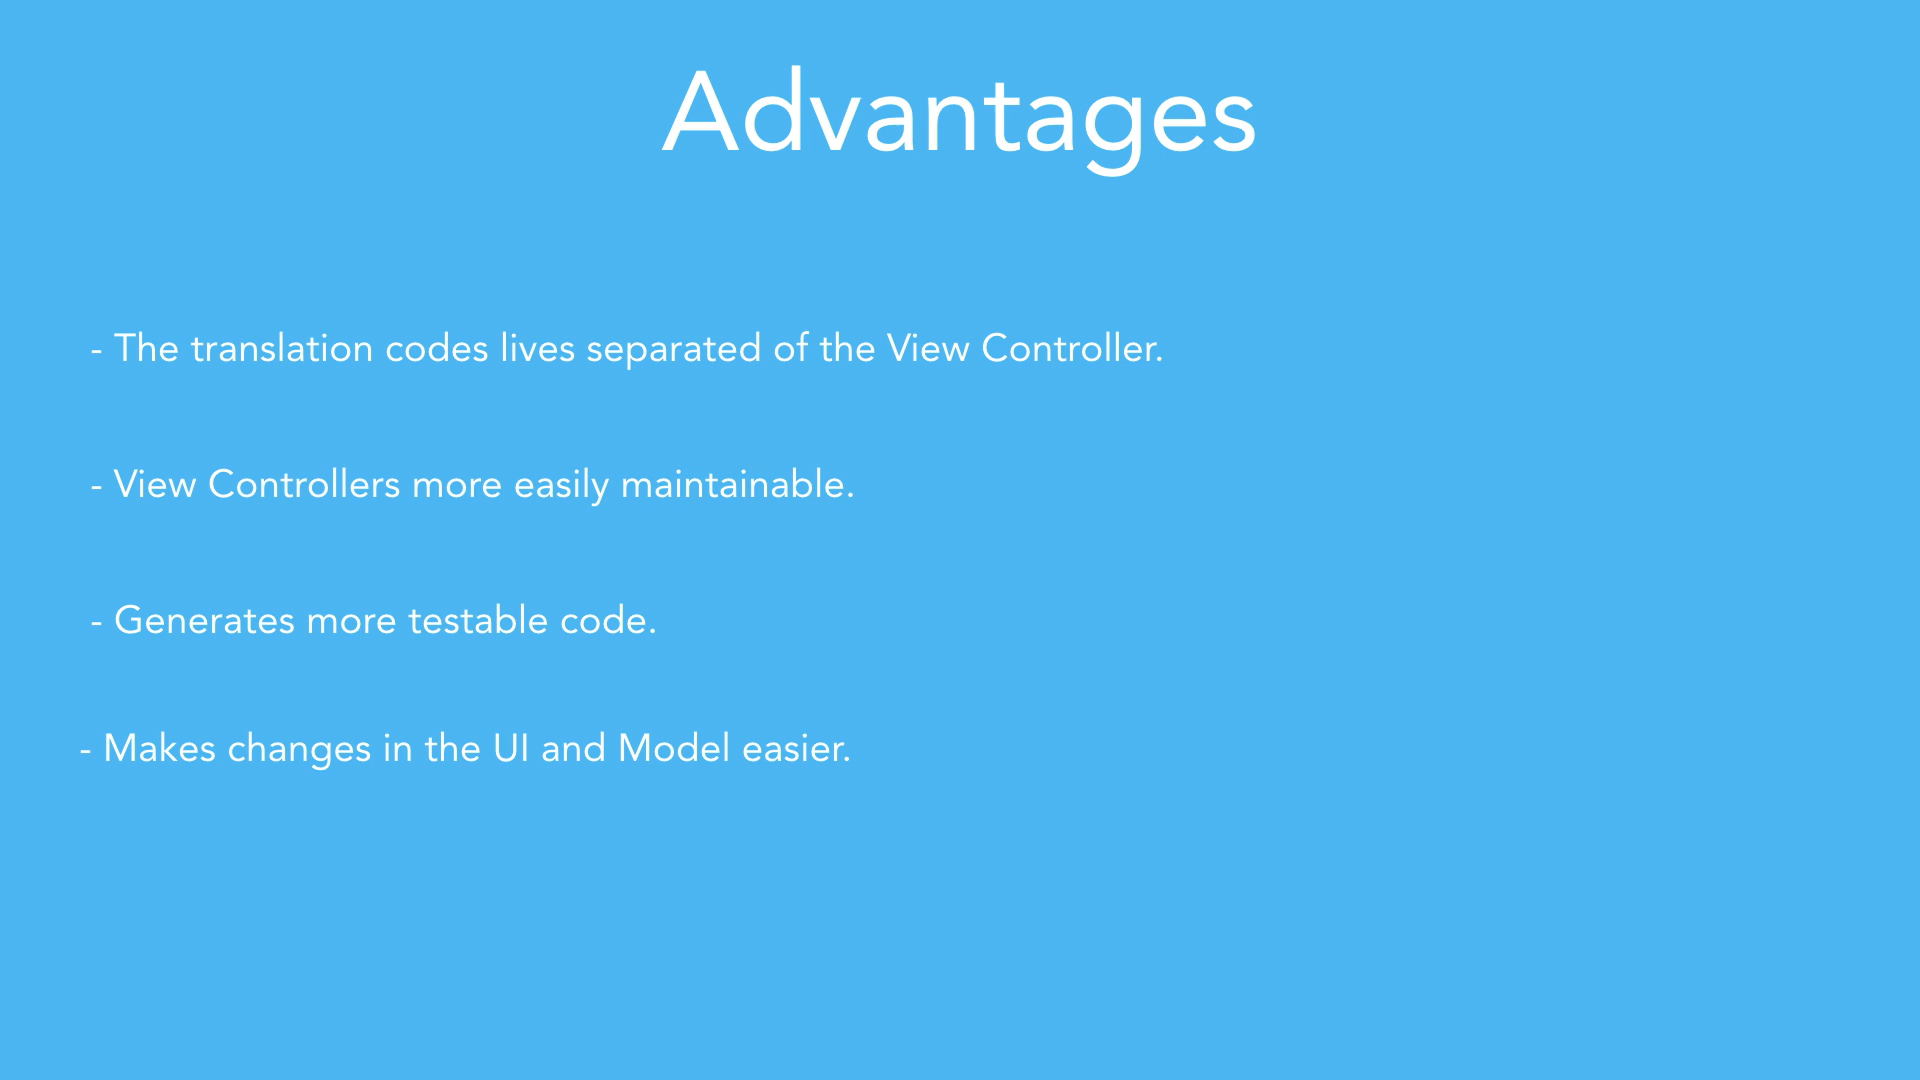 Advantages
- The translation codes lives separated of the View Controller.
- View Controllers more easily maintainable.
- Generates more testable code.
- Makes changes in the UI and Model easier.